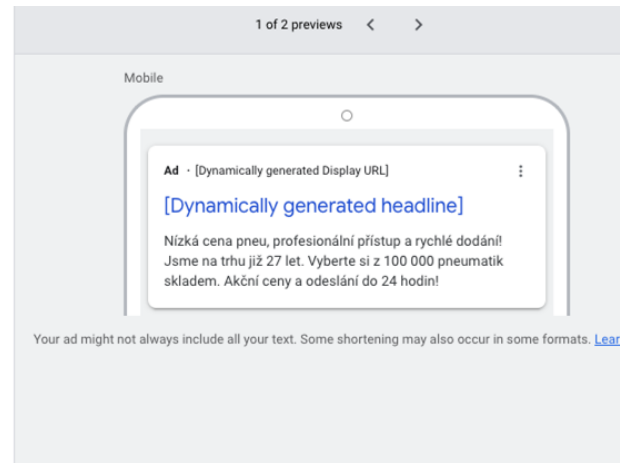 1 of 2 previews
Mobile
Ad · [Dynamically generated Display URL]
[Dynamically generated headline]
Nízká cena pneu, profesionální přístup a rychlé dodání!
Jsme na trhu již 27 let. Vyberte si z 100 000 pneumatik
skladem. Akční ceny a odeslání do 24 hodin!
Your ad might not always include all your text. Some shortening may also occur in some formats. Lear